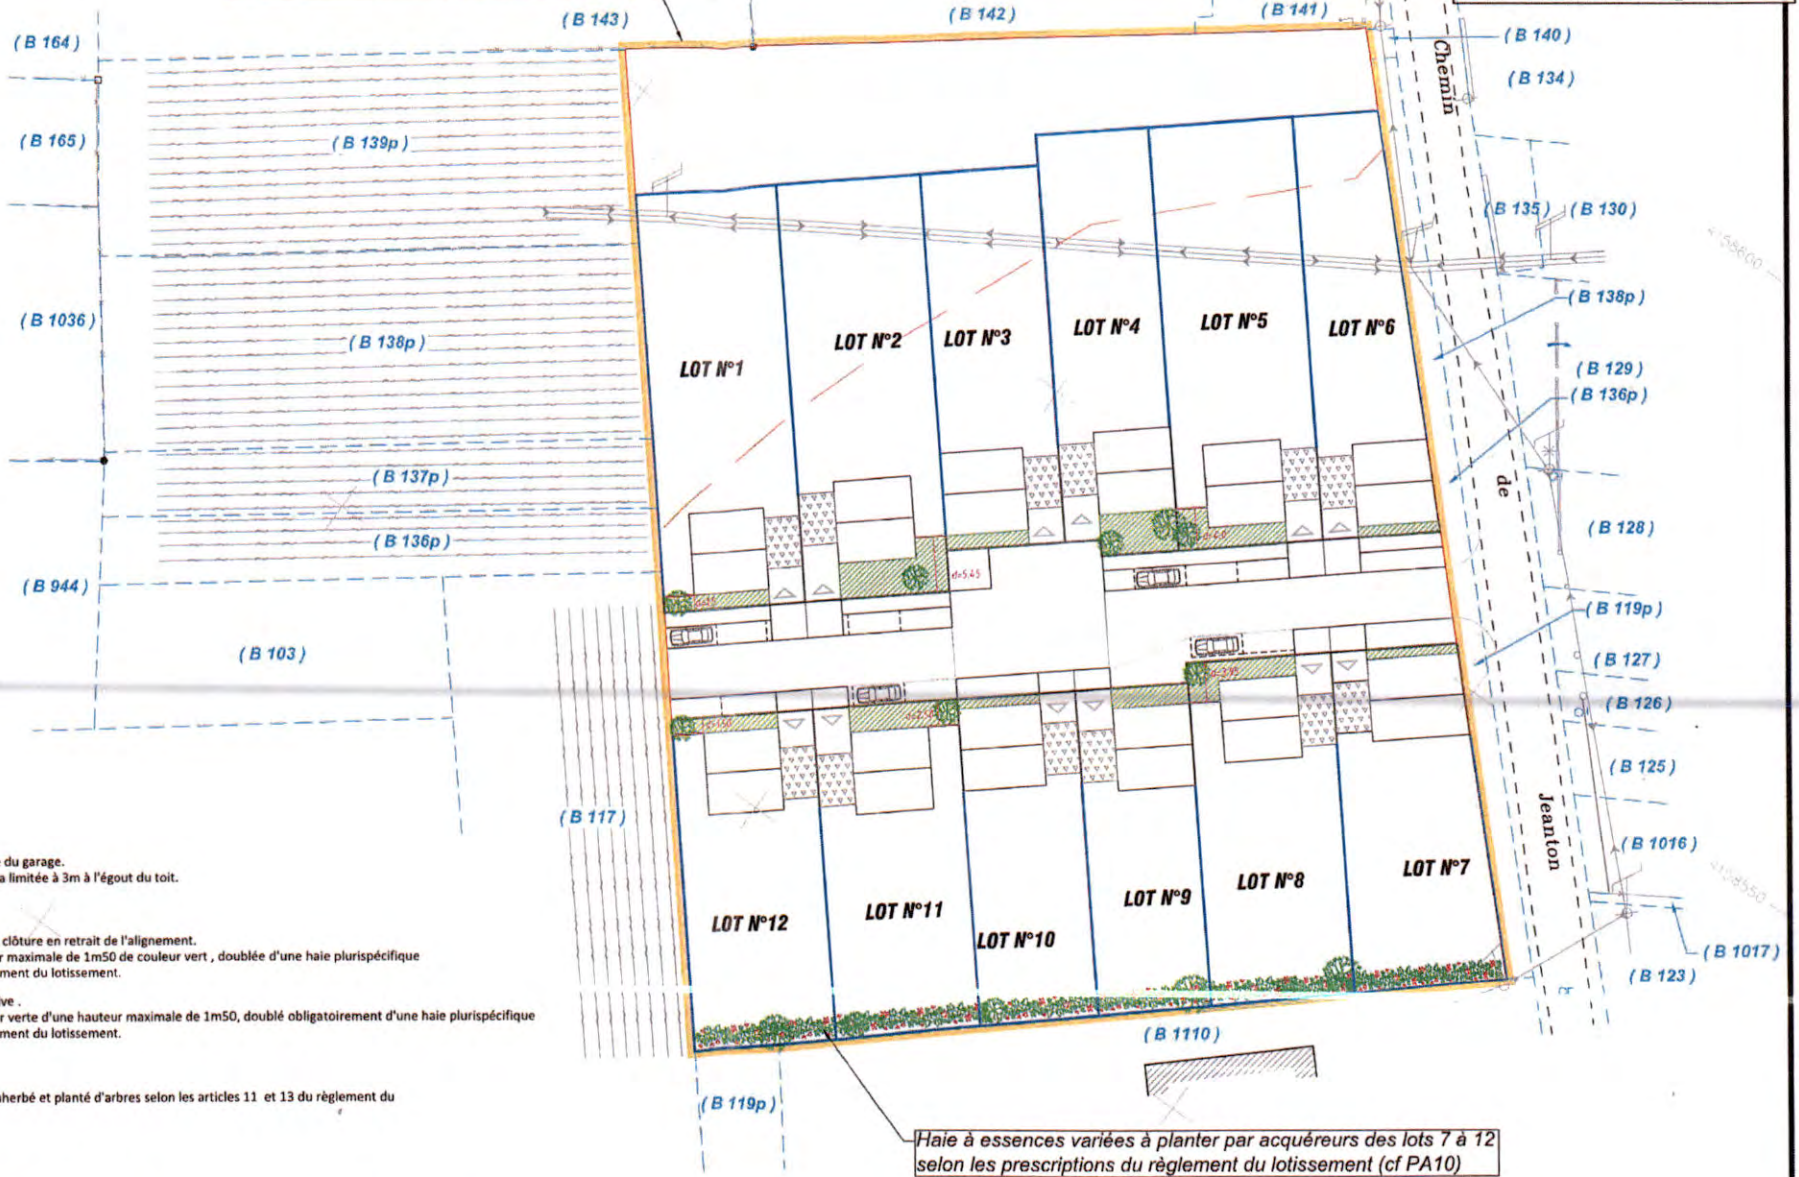 ( B 143 )
( B 142 )
( B 141 )
( B 164 )
( B 140 )
( B 134 )
Chemin
( B 165 )
( B 139p )
( B 135 )
( B 130 )
( B 138p )
( B 1036 )
( B 138p )
LOT N°1
LOT N°2
LOT N°3
LOT N°4
LOT N°5
LOT N°6
( B 129 )
( B 136p )
( B 137p )
de
( B 136p )
( B 128 )
( B 944 )
d=5.45
( B 119p )
( B 103 )
( B 127 )
( B 126 )
( B 125 )
( B 117 )
Jeanton
( B 1016 )
du garage.
a limitée à 3m à l'égout du toit.
LOT N°12
LOT N°11
LOT N°10
LOT N°9
LOT N°8
LOT N°7
4158550
clôture en retrait de l'alignement.
r maximale de 1m50 de couleur vert , doublée d'une haie plurispécifique
ment du lotissement.
( B 1017 )
( B 123 )
ve .
r verte d'une hauteur maximale de 1m50, doublé obligatoirement d'une haie plurispécifique
ment du lotissement.
( B 1110 )
herbé et planté d'arbres selon les articles 11 et 13 du règlement du
( B 119p )
Haie à essences variées à planter par acquéreurs des lots 7 à 12
selon les prescriptions du règlement du lotissement (cf PA10)